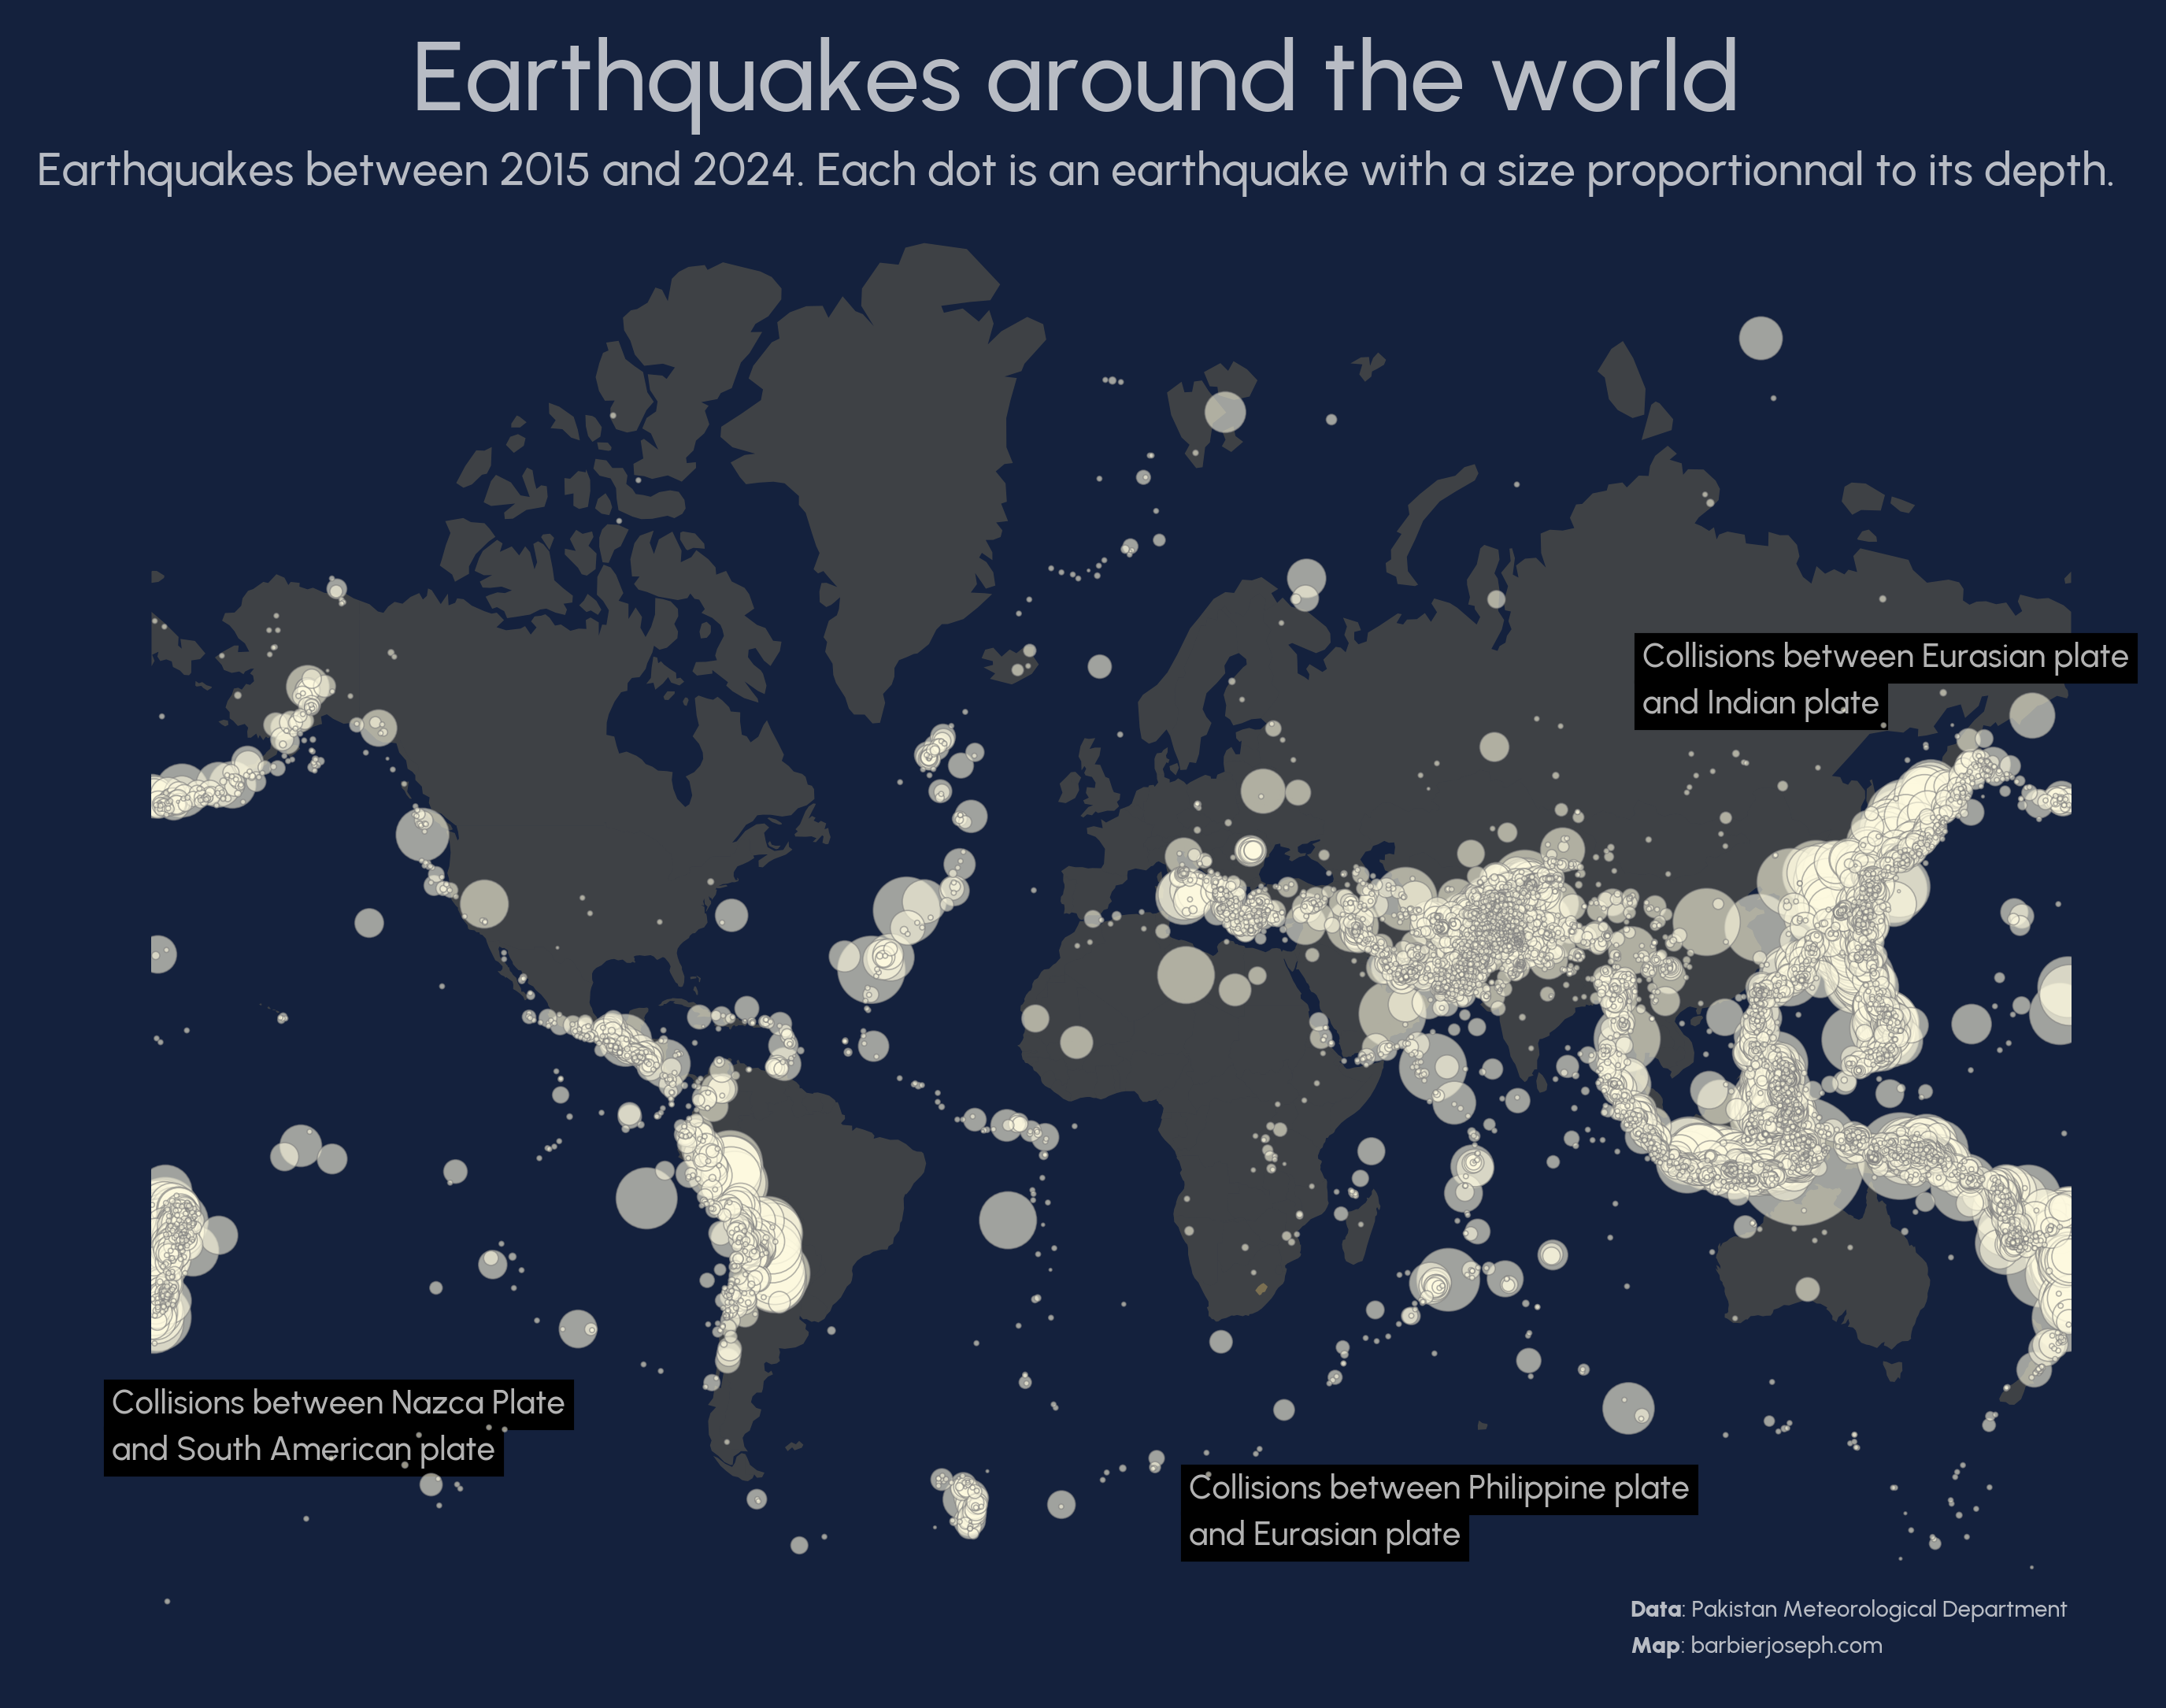 Earthquakes around the world
Earthquakes between 2015 and 2024. Each dot is an earthquake with a size proportionnal to its depth.
Collisions between Eurasian plate
and Indian plate
Collisions between Nazca Plate
and South American plate
Collisions between Philippine plate
and Eurasian plate
Data: Pakistan Meteorological Department
Map: barbierjoseph.com